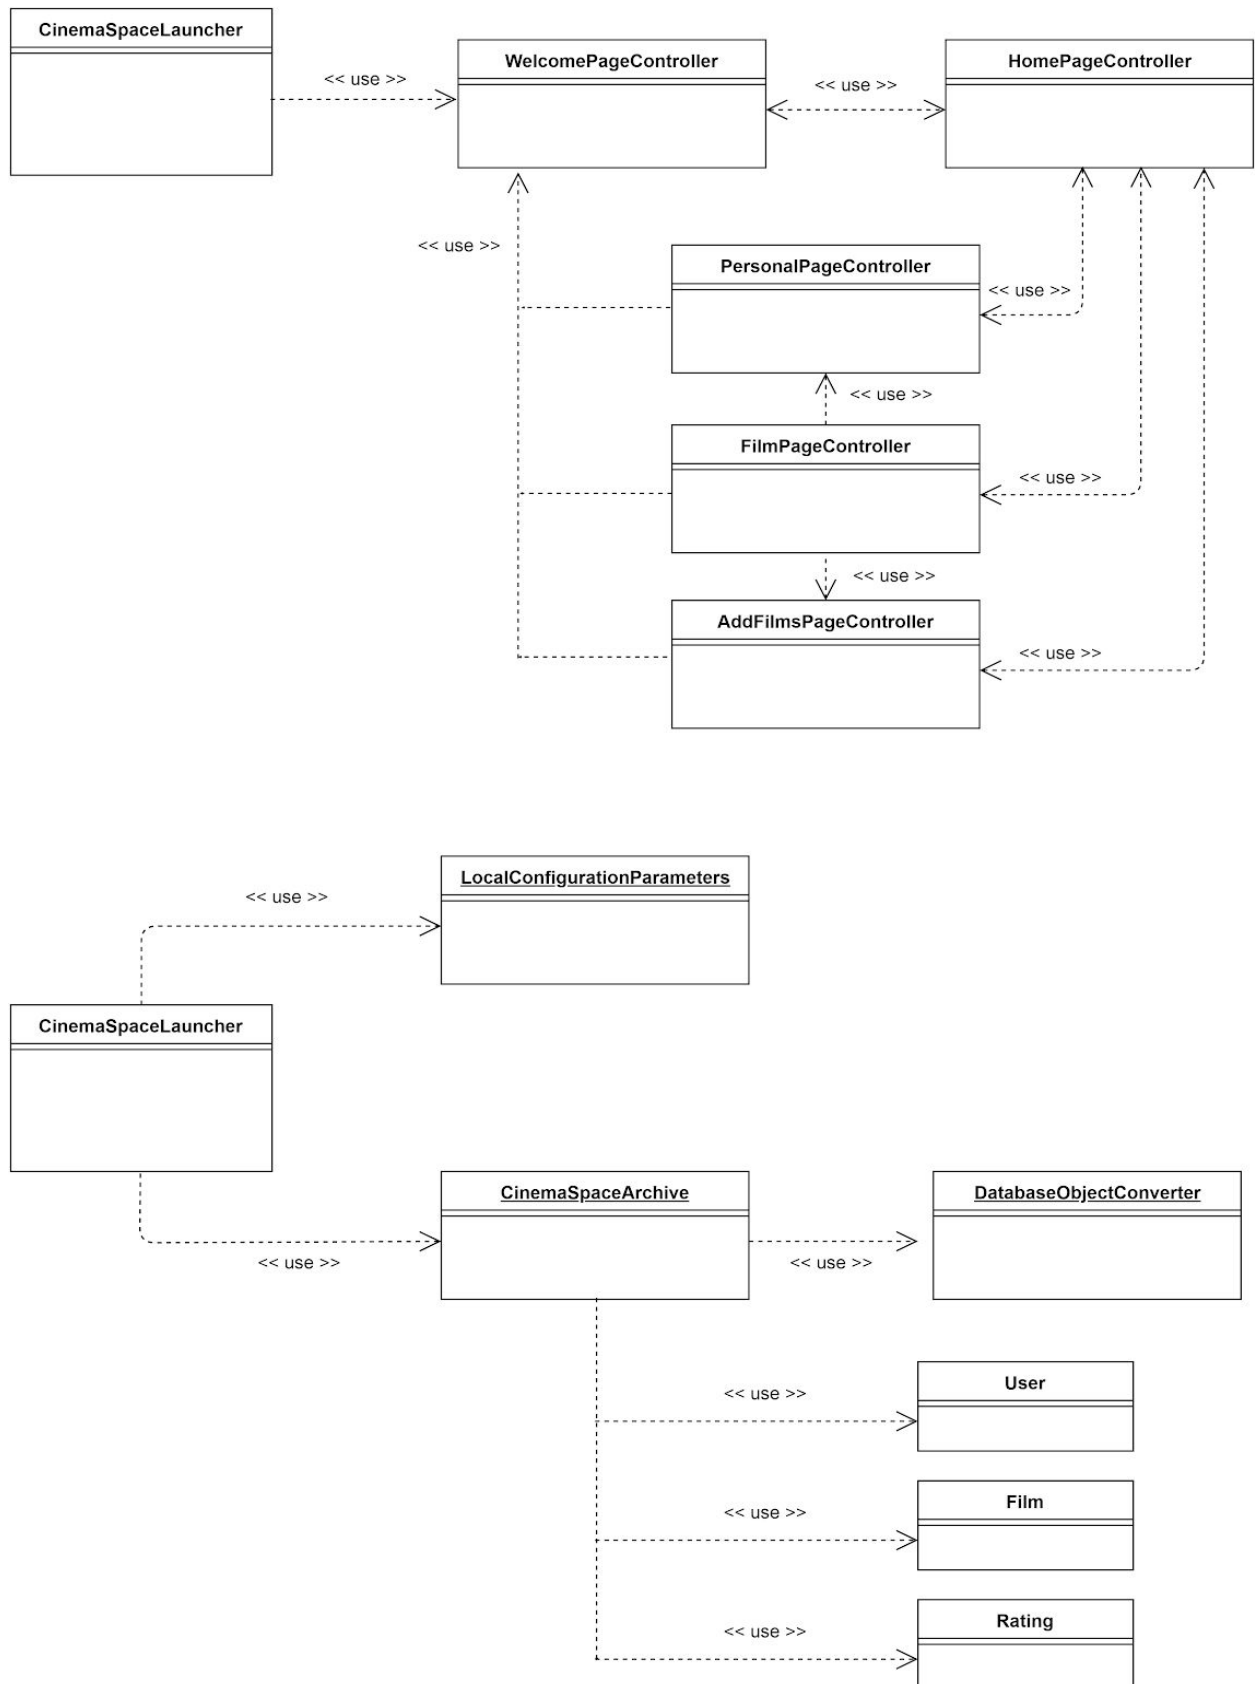 CinemaSpaceLauncher
<< use >>
WelcomePageController
<< use >>
HomePageController
<< use >>
PersonalPageController
<< use >>
<< use >>
FilmPageController
<< use >>
<< use >>
AddFilmsPageController
<< use >>
LocalConfigurationParameters
<< use >>
CinemaSpaceLauncher
<< use >>
CinemaSpaceArchive
<< use >>
DatabaseObjectConverter
<< use >>
User
<< use >>
Film
<< use >>
Rating